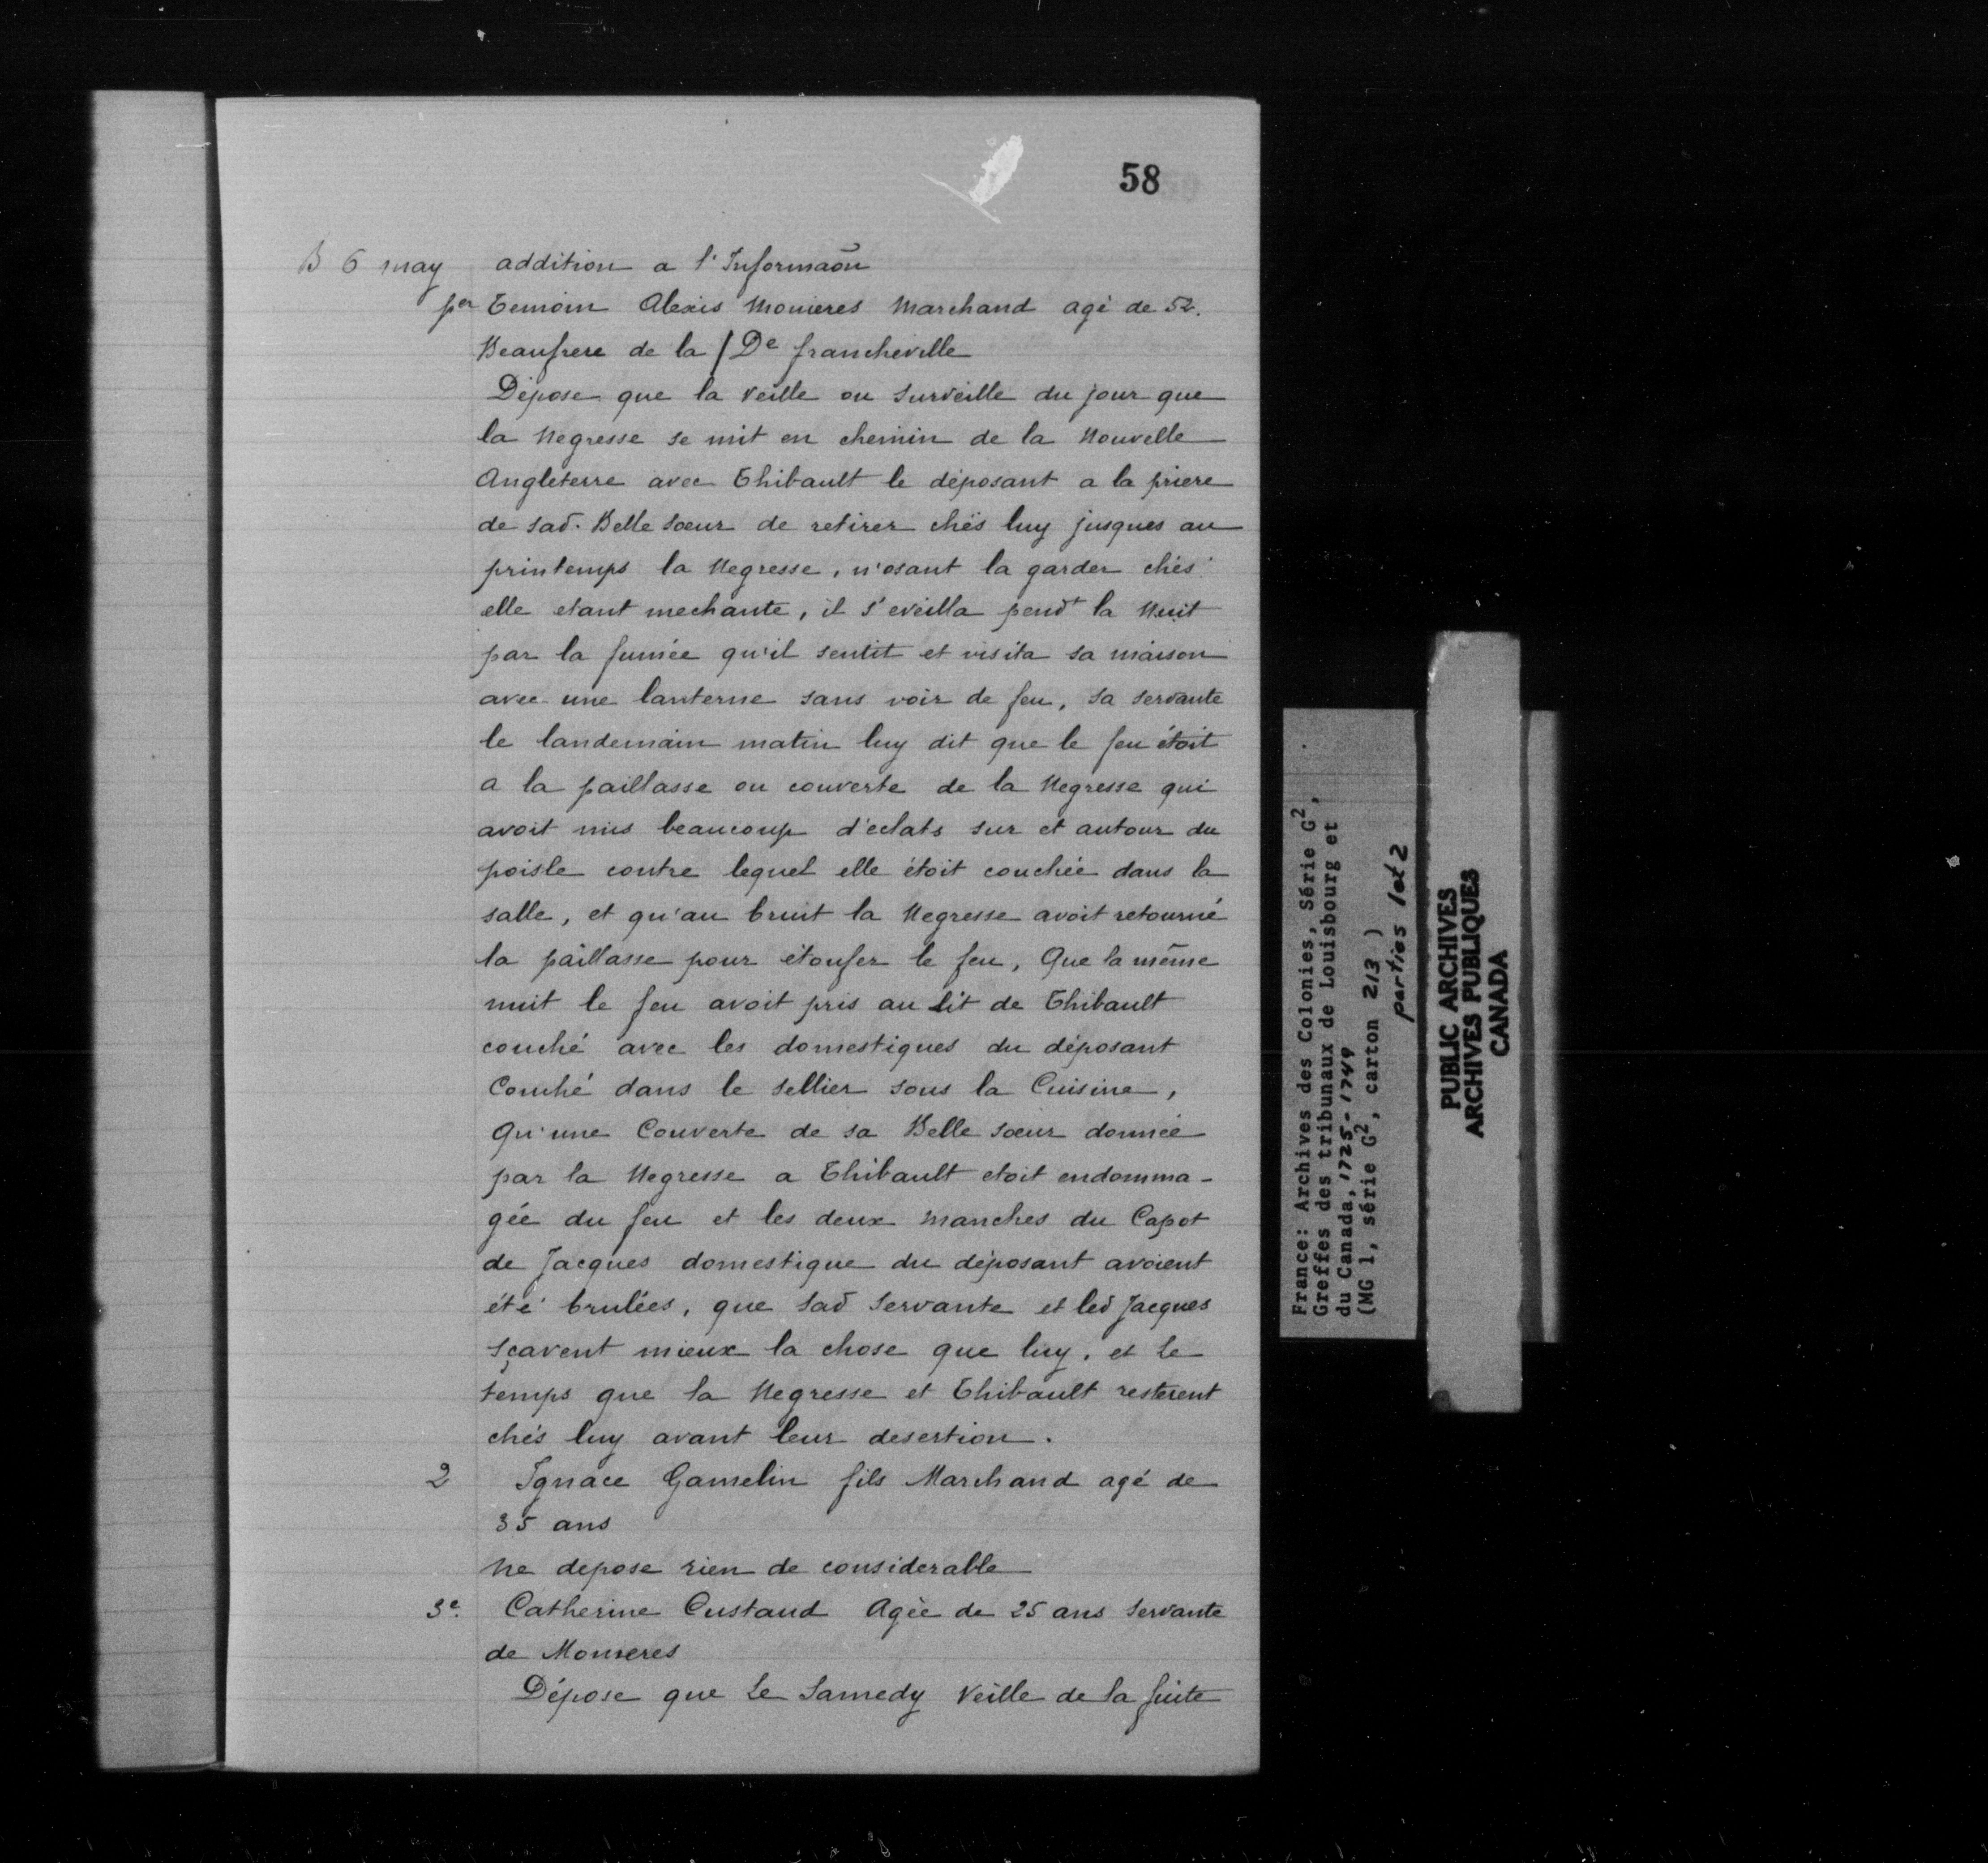 58
B 6 may addition a l'Informaõn
per Temoin Alexis Monieres Marchand agé de 52.
Beaufrere de la /De francheville
Dépose que la veille ou surveille du jour que
la Negresse se mit en chemin de la Nouvelle
Angleterre avec Thibault le déposant a la priere
de sad. Belle soeur de retirer chés luy jusques au
printemps la Negresse, n'osant la garder chés
elle etant mechante, il s'eveilla pendt la Nuit
par la fumée qu'il sentit et visita sa maison
avec une lanterne sans voir de feu, sa servante
le landemain matin luy dit que le feu étoit
a la paillasse ou couverte de la Negresse qui
avoit mis beaucoup d'eclats sur et autour du
poisle contre lequel elle étoit couchée dans la
salle, et qu'au bruit la Negresse avoit retourné
la paillasse pour étoufer le feu, Que la même
nuit le feu avoit pris au lit de Thibault
couché avec les domestiques du déposant
Couché dans le sellier sous la Cuisine,
Qu'une Couverte de sa Belle soeur donnée
par la Negresse a Thibault etoit endomma-
gée du feu et les deux manches du Capot
de Jacques domestique du déposant avoient
été brulées, que sad servante et led Jacques
sçavent mieux la chose que luy, et le
temps que la Negresse et Thibault resterent
chés luy avant leur desertion.
2 Ignace Gamelin fils Marchand agé de
35 ans
ne depose rien de considerable
3e. Catherine Custaud Agée de 25 ans servante
de Monieres
Dépose que Le Samedy Veille de la fuite
France: Archives des Colonies, Série G2,
Greffes des tribunaux de Louisbourg et
du Canada, 1725-1749
(MG 1, série G2, carton 213)
parties 1et 2
PUBLIC ARCHIVES
ARCHIVES PUBLIQUES
CANADA